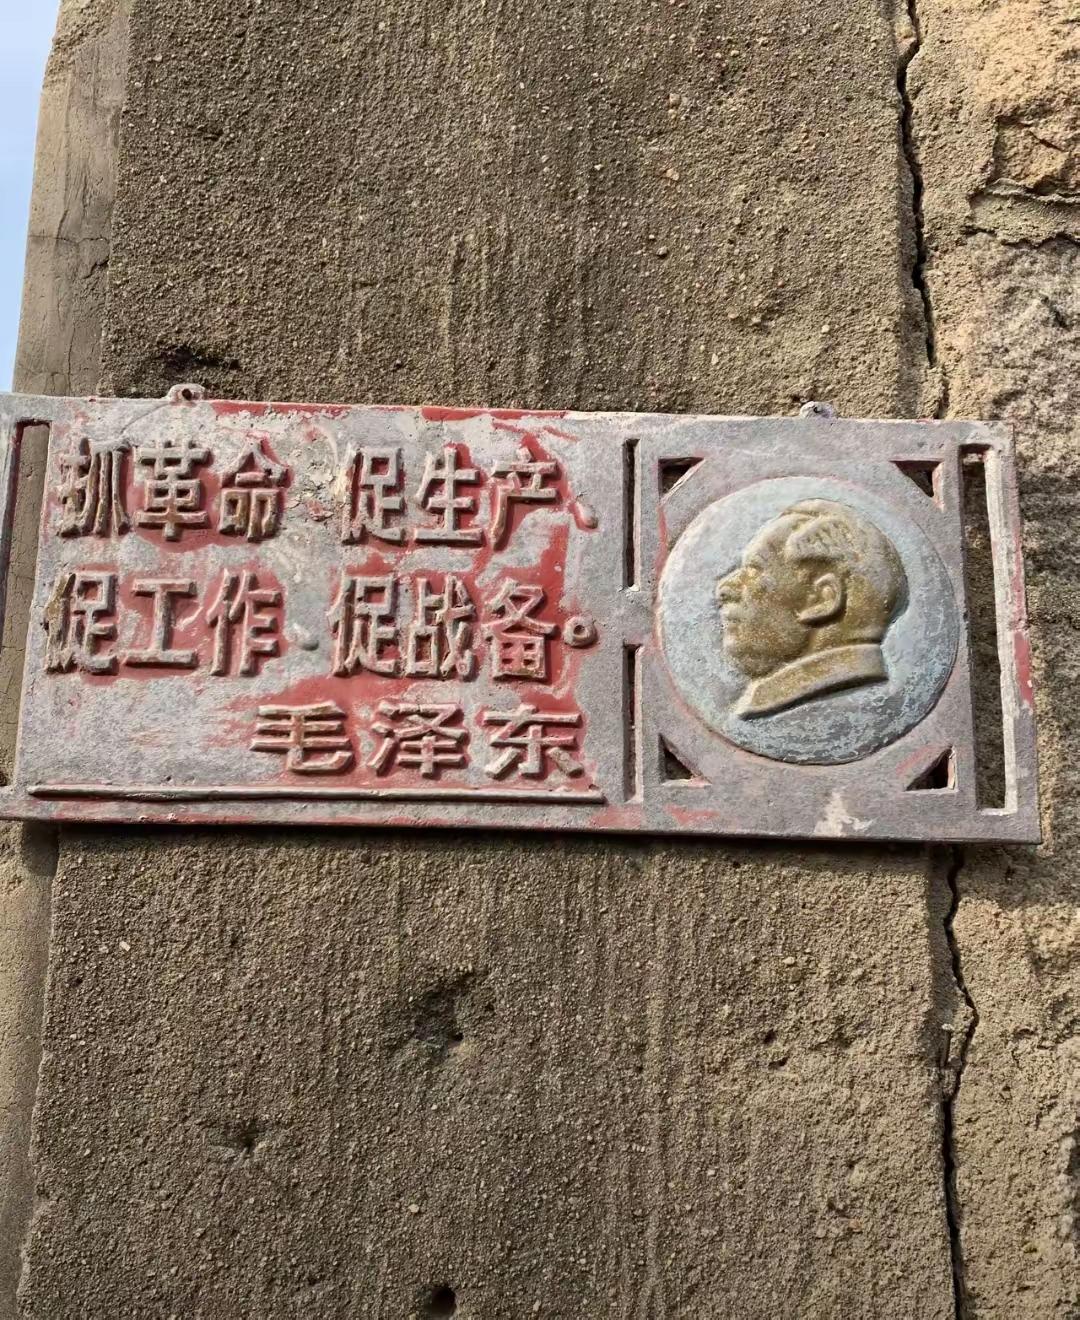 抓革命 促生产、
促工作、促战备。
毛泽东